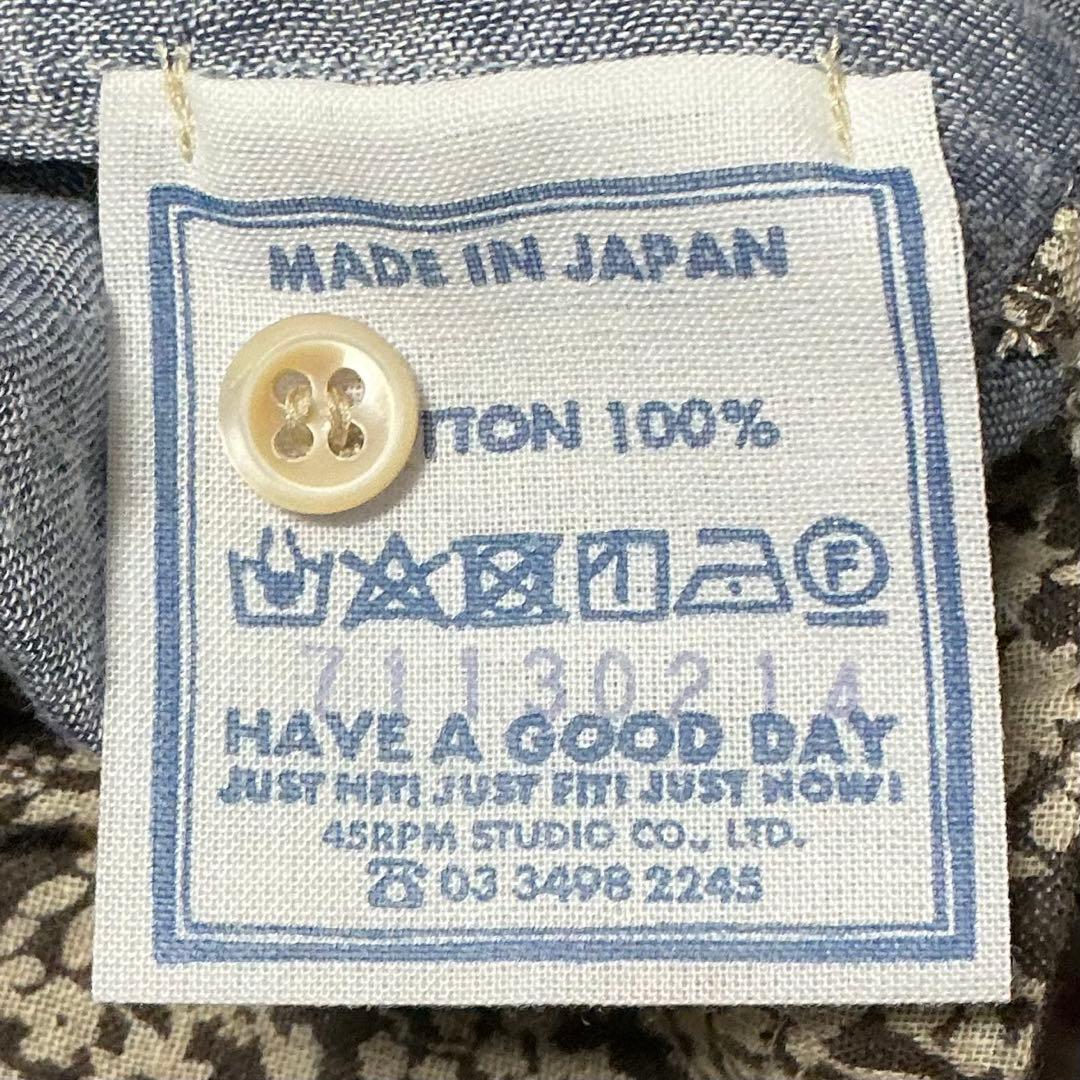 MADE IN JAPAN
TTON 100%
F
71130214
HAVE A GOOD DAY
JUST HIT! JUST FIT! JUST NOW!
45RPM STUDIO CO., LTD.
☎ 03 3498 2245